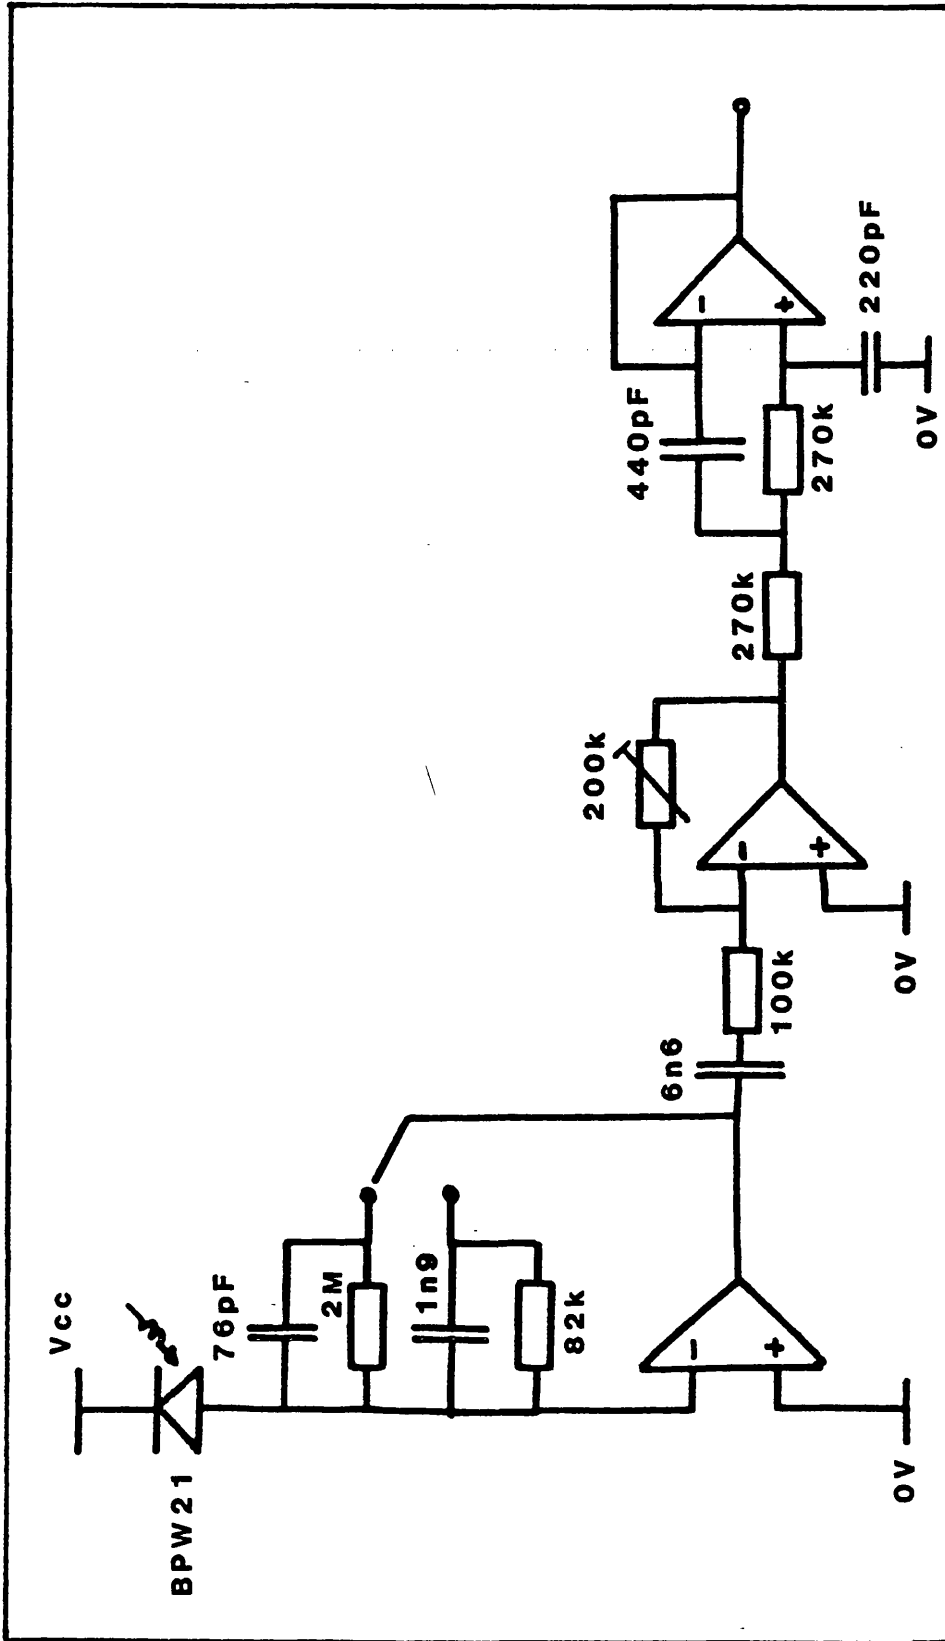 Vcc
BPW21
76pF
2M
1n9
82k
-
+
0V
6n6
100k
200k
-
+
0V
270k
440pF
270k
-
+
220pF
0V